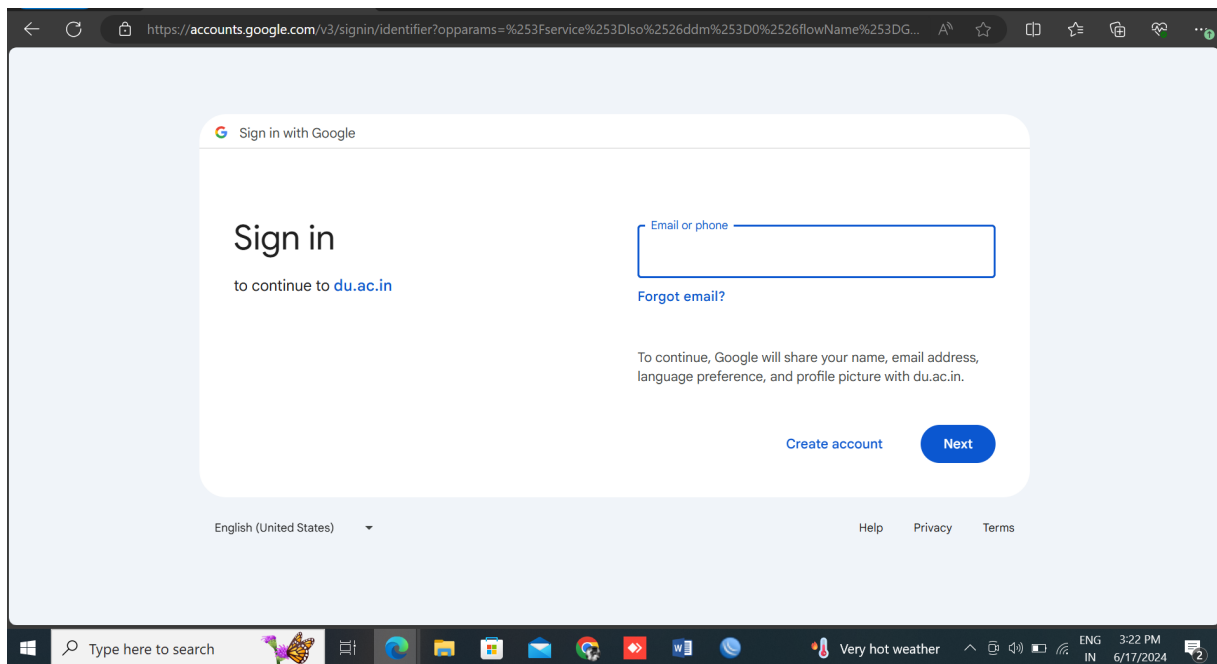 https://accounts.google.com/v3/signin/identifier?opparams=%253Fservice%253Dlso%2526ddm%253D0%2526flowName%253DG...
Sign in with Google
Sign in
to continue to du.ac.in
Email or phone
Forgot email?
To continue, Google will share your name, email address,
language preference, and profile picture with du.ac.in.
Create account
Next
English (United States)
Help Privacy Terms
Type here to search
Very hot weather
ENG
IN
3:22 PM
6/17/2024
2